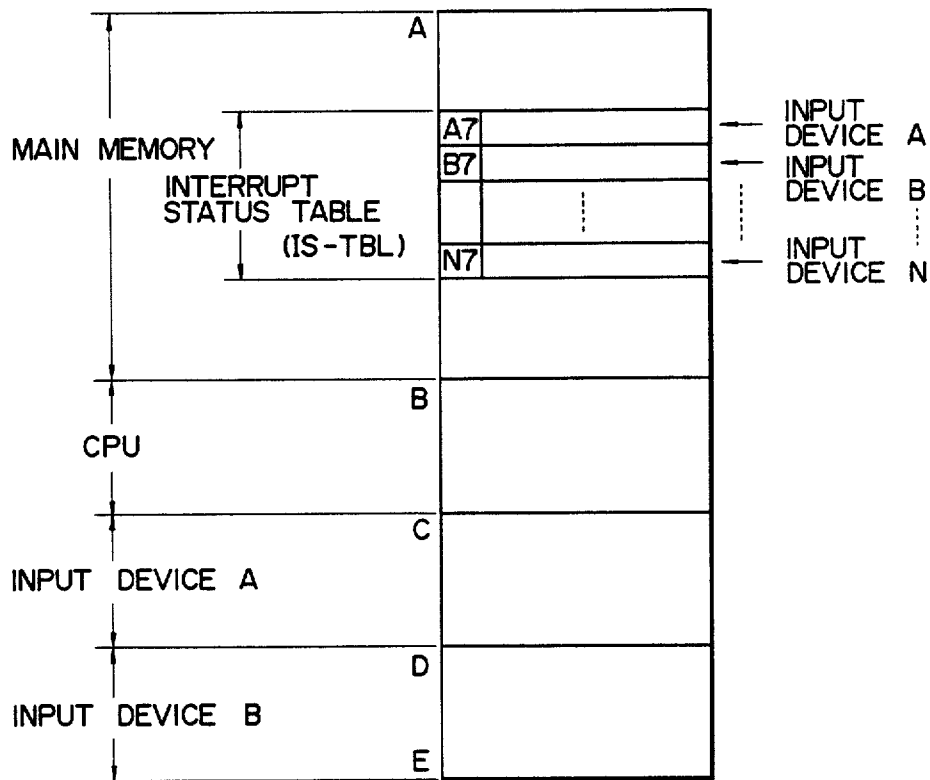 A
MAIN MEMORY
INTERRUPT
STATUS TABLE
(IS-TBL)
A7
B7
N7
INPUT
DEVICE A
INPUT
DEVICE B
INPUT
DEVICE N
B
CPU
C
INPUT DEVICE A
D
INPUT DEVICE B
E